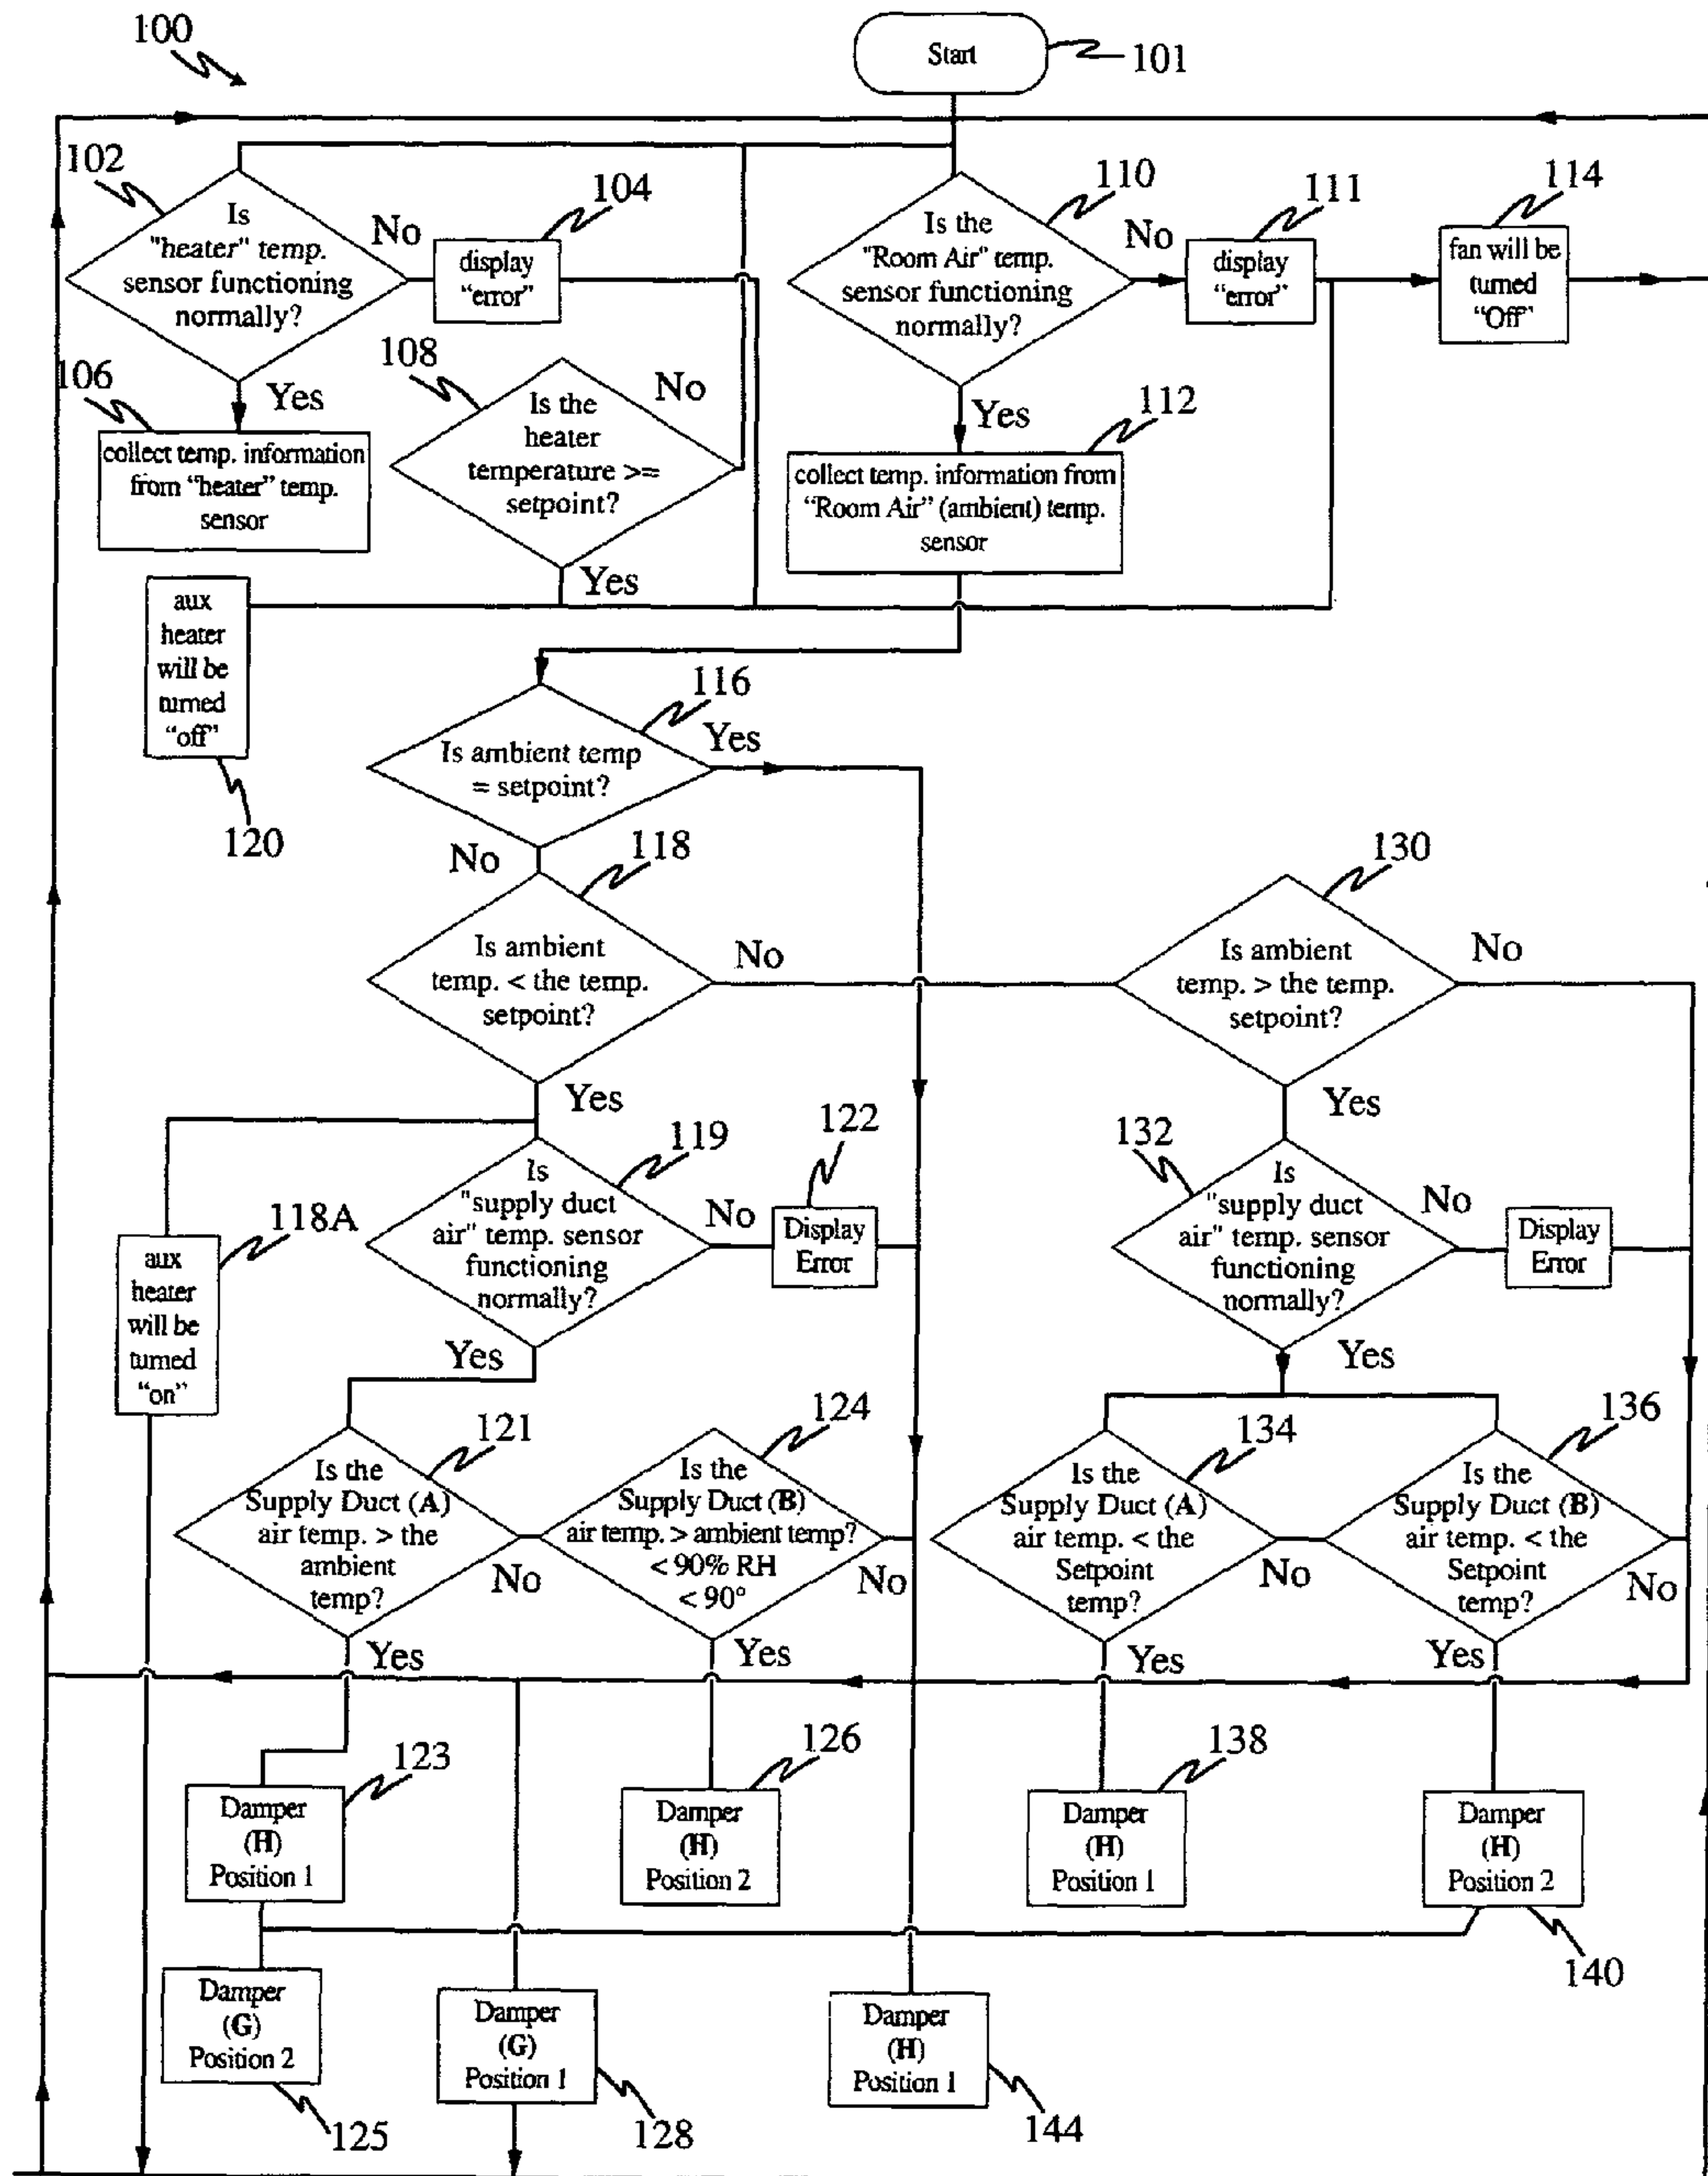 100
Start
101
102
Is
"heater" temp.
sensor functioning
normally?
No
104
display
"error"
Yes
106
collect temp. information
from "heater" temp.
sensor
108
Is the
heater
temperature >=
setpoint?
No
Yes
110
Is the
"Room Air" temp.
sensor functioning
normally?
No
111
display
"error"
114
fan will be
turned
"Off"
Yes
112
collect temp. information from
"Room Air" (ambient) temp.
sensor
aux
heater
will be
turned
"off"
120
116
Is ambient temp
= setpoint?
Yes
No
118
Is ambient
temp. < the temp.
setpoint?
No
Yes
130
Is ambient
temp. > the temp.
setpoint?
No
Yes
118A
aux
heater
will be
turned
"on"
119
Is
"supply duct
air" temp. sensor
functioning
normally?
No
122
Display
Error
Yes
132
Is
"supply duct
air" temp. sensor
functioning
normally?
No
Display
Error
Yes
121
Is the
Supply Duct (A)
air temp. > the
ambient
temp?
No
Yes
124
Is the
Supply Duct (B)
air temp. > ambient temp?
< 90% RH
< 90°
No
Yes
134
Is the
Supply Duct (A)
air temp. < the
Setpoint
temp?
No
Yes
136
Is the
Supply Duct (B)
air temp. < the
Setpoint
temp?
No
Yes
123
Damper
(H)
Position 1
126
Damper
(H)
Position 2
138
Damper
(H)
Position 1
Damper
(H)
Position 2
140
Damper
(G)
Position 2
125
Damper
(G)
Position 1
128
Damper
(H)
Position 1
144